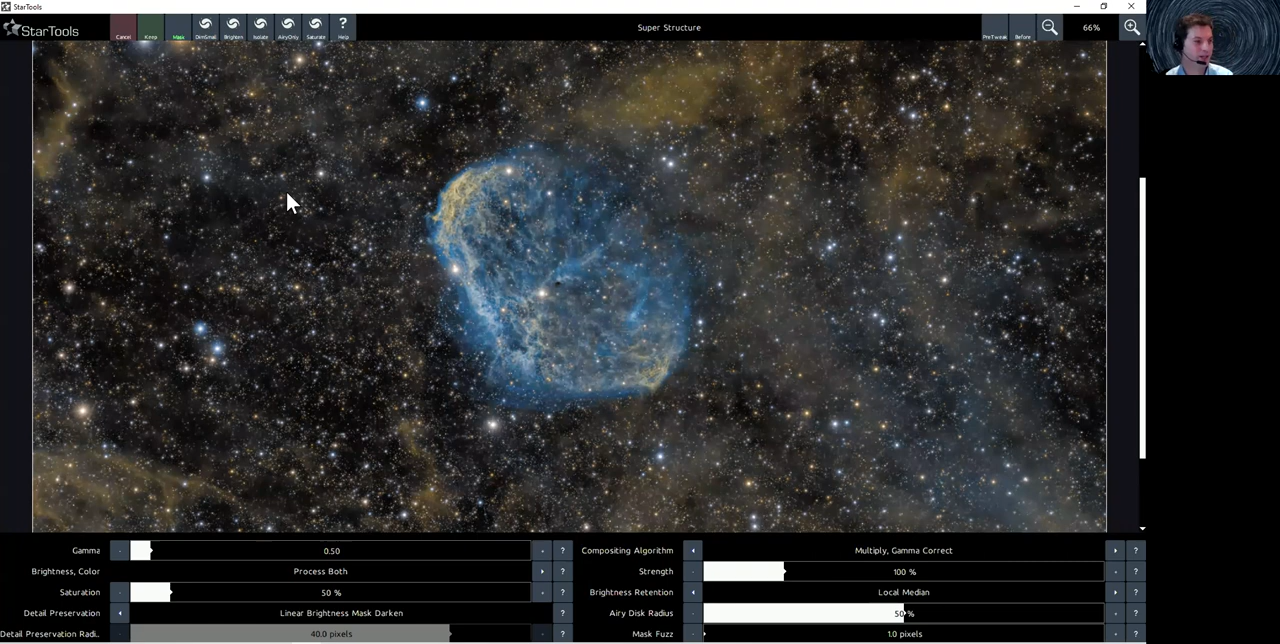 StarTools
StarTools
Cancel
Keep
Mask
DimSmall
Brighten
Isolate
AiryOnly
Saturate
?
Help
Super Structure
PreTweak
Before
66%
Gamma - 0.50 ?
Compositing Algorithm Multiply, Gamma Correct ?
Brightness, Color Process Both ?
Strength - 100 % ?
Saturation - 50 % ?
Brightness Retention Local Median ?
Detail Preservation Linear Brightness Mask Darken ?
Airy Disk Radius - 50 % ?
Detail Preservation Radi.. 40.0 pixels ?
Mask Fuzz 1.0 pixels ?